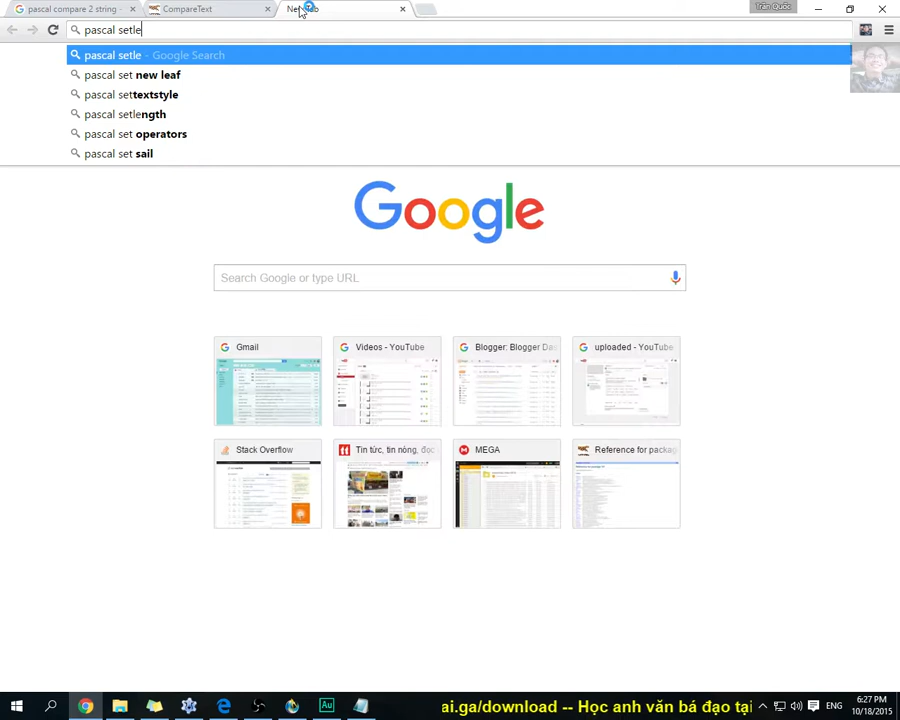 pascal compare 2 string -
CompareText
New Tab
Trần Quốc
pascal setle
pascal setle - Google Search
pascal set new leaf
pascal settextstyle
pascal setlength
pascal set operators
pascal set sail
Google
Search Google or type URL
Gmail
Videos - YouTube
Blogger: Blogger Da
uploaded - YouTube
Stack Overflow
Tin tức, tin nóng, đọc
MEGA
Reference for packag
Au
ai.ga/download -- Học anh văn bá đạo tại
ENG
6:27 PM
10/18/2015